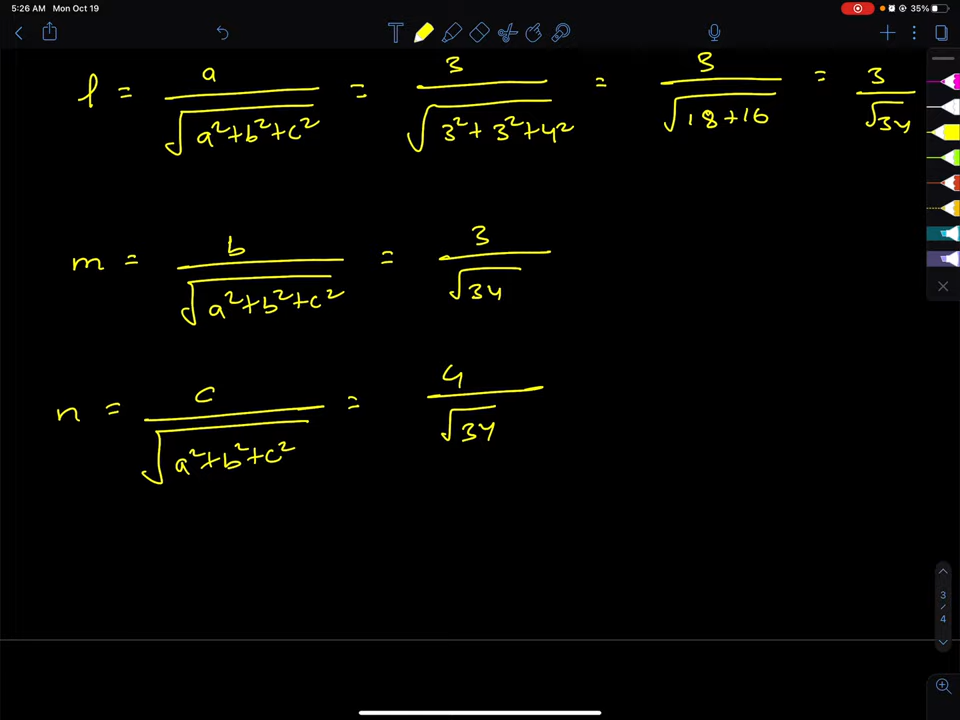 5:26 AM Mon Oct 19 35%
l = a / √(a²+b²+c²) = 3 / √(3²+3²+4²) = 3 / √(18+16) = 3 / √34
m = b / √(a²+b²+c²) = 3 / √34
n = c / √(a²+b²+c²) = 4 / √34
3 / 4